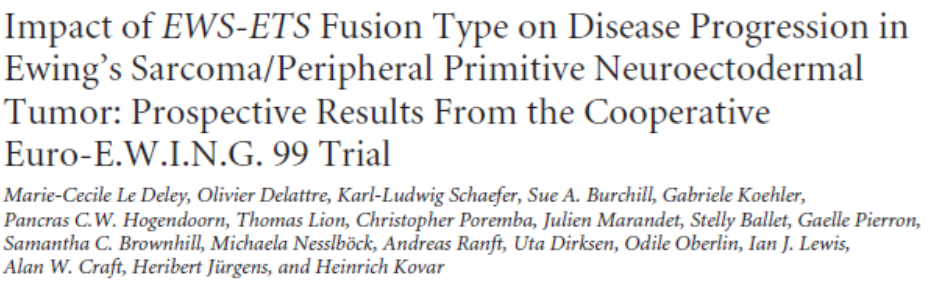 Impact of EWS-ETS Fusion Type on Disease Progression in
Ewing's Sarcoma/Peripheral Primitive Neuroectodermal
Tumor: Prospective Results From the Cooperative
Euro-E.W.I.N.G. 99 Trial
Marie-Cecile Le Deley, Olivier Delattre, Karl-Ludwig Schaefer, Sue A. Burchill, Gabriele Koehler,
Pancras C.W. Hogendoorn, Thomas Lion, Christopher Poremba, Julien Marandet, Stelly Ballet, Gaelle Pierron,
Samantha C. Brownhill, Michaela Nesslböck, Andreas Ranft, Uta Dirksen, Odile Oberlin, Ian J. Lewis,
Alan W. Craft, Heribert Jürgens, and Heinrich Kovar